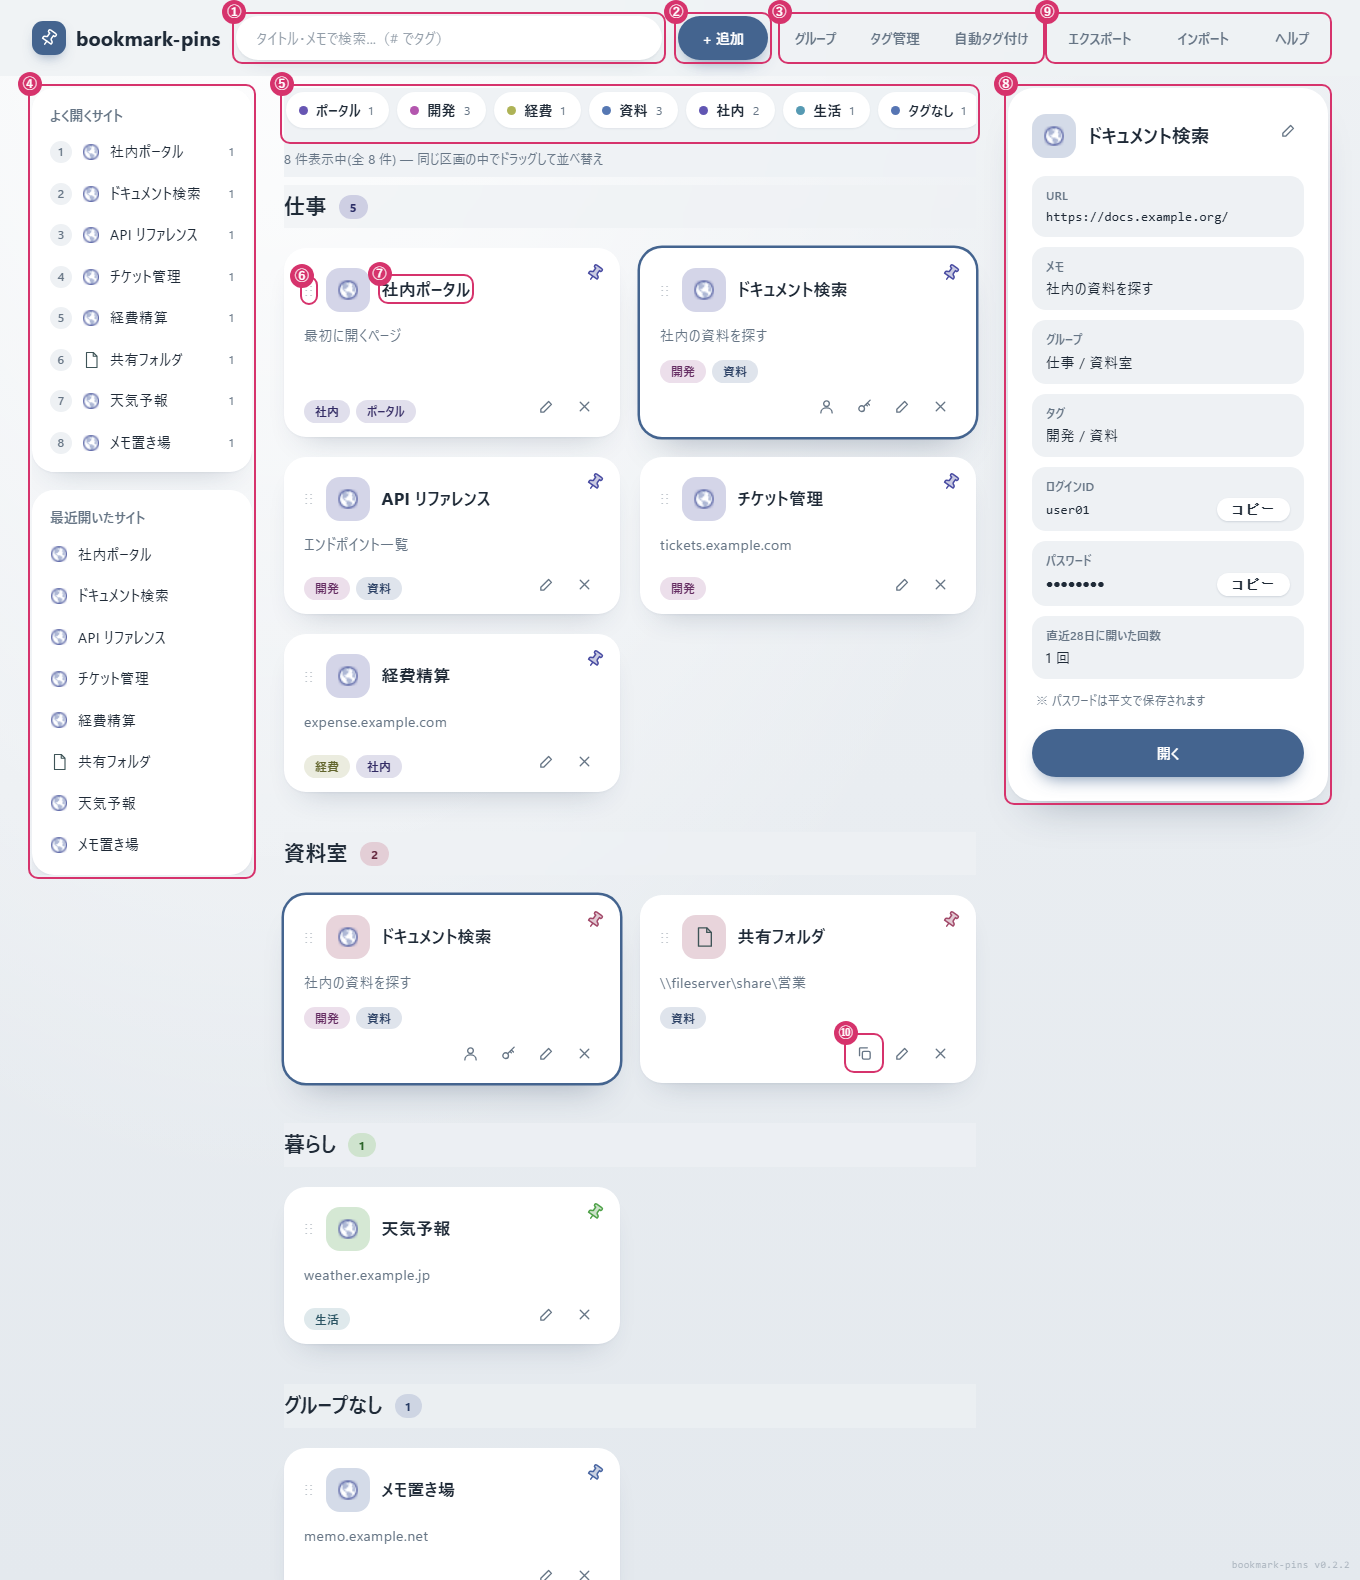 ① ② ③ ⑨
bookmark-pins
タイトル・メモで検索... (# でタグ)
+ 追加
グループ タグ管理 自動タグ付け
エクスポート インポート ヘルプ
④
よく開くサイト
1 社内ポータル 1
2 ドキュメント検索 1
3 API リファレンス 1
4 チケット管理 1
5 経費精算 1
6 共有フォルダ 1
7 天気予報 1
8 メモ置き場 1
最近開いたサイト
社内ポータル
ドキュメント検索
API リファレンス
チケット管理
経費精算
共有フォルダ
天気予報
メモ置き場
⑤
ポータル 1 開発 3 経費 1 資料 3 社内 2 生活 1 タグなし 1
8 件表示中(全 8 件) — 同じ区画の中でドラッグして並べ替え
仕事 5
⑥ ⑦
社内ポータル
最初に開くページ
社内 ポータル
ドキュメント検索
社内の資料を探す
開発 資料
API リファレンス
エンドポイント一覧
開発 資料
チケット管理
tickets.example.com
開発
経費精算
expense.example.com
経費 社内
資料室 2
ドキュメント検索
社内の資料を探す
開発 資料
共有フォルダ
\\fileserver\share\営業
資料
⑩
暮らし 1
天気予報
weather.example.jp
生活
グループなし 1
メモ置き場
memo.example.net
⑧
ドキュメント検索
URL
https://docs.example.org/
メモ
社内の資料を探す
グループ
仕事 / 資料室
タグ
開発 / 資料
ログインID
user01 コピー
パスワード
•••••••• コピー
直近28日に開いた回数
1 回
※ パスワードは平文で保存されます
開く
bookmark-pins v0.2.2